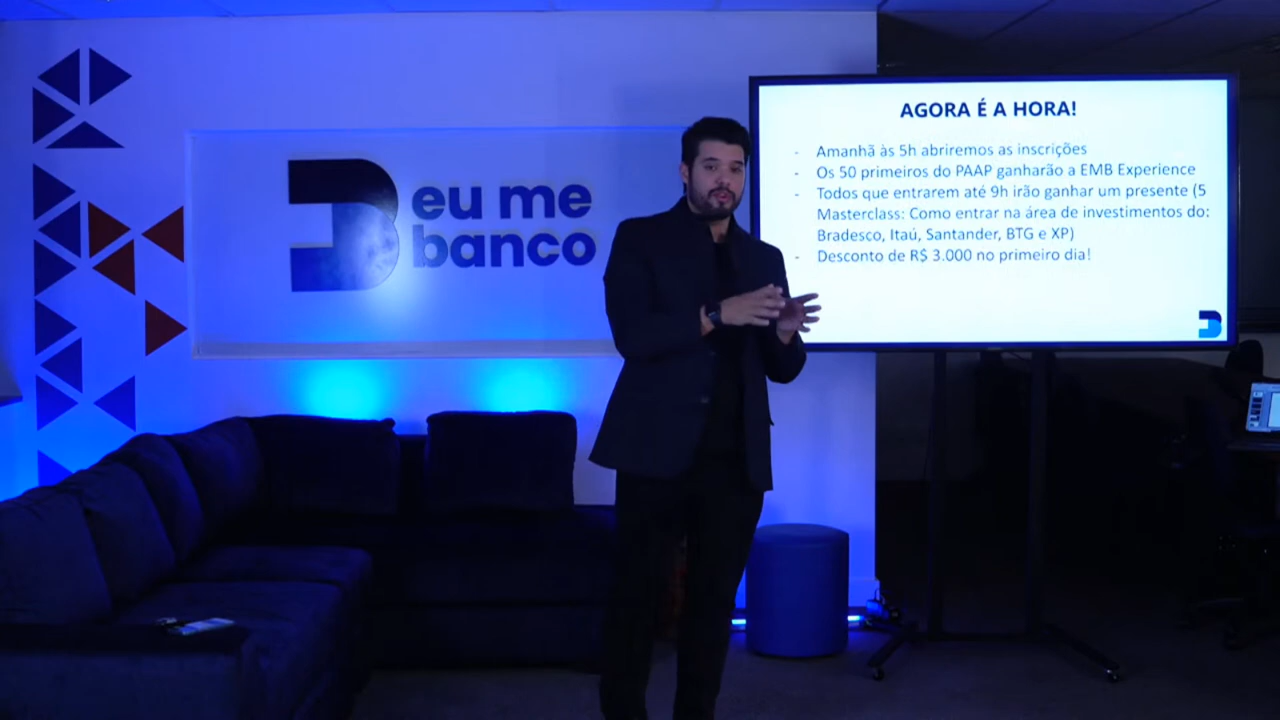 eu me
banco
AGORA É A HORA!
- Amanhã às 5h abriremos as inscrições
- Os 50 primeiros do PAAP ganharão a EMB Experience
- Todos que entrarem até 9h irão ganhar um presente (5
Masterclass: Como entrar na área de investimentos do:
Bradesco, Itaú, Santander, BTG e XP)
- Desconto de R$ 3.000 no primeiro dia!